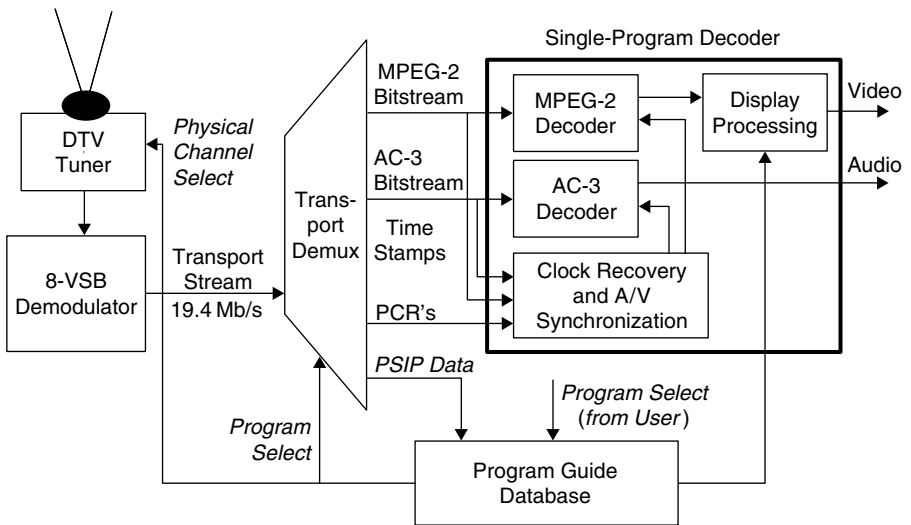 Single-Program Decoder
MPEG-2
Bitstream
MPEG-2
Decoder
Display
Processing
Video
DTV
Tuner
Physical
Channel
Select
AC-3
Bitstream
AC-3
Decoder
Audio
Trans-
port
Demux
Time
Stamps
8-VSB
Demodulator
Transport
Stream
19.4 Mb/s
Clock Recovery
and A/V
Synchronization
PCR's
PSIP Data
Program
Select
Program Select
(from User)
Program Guide
Database